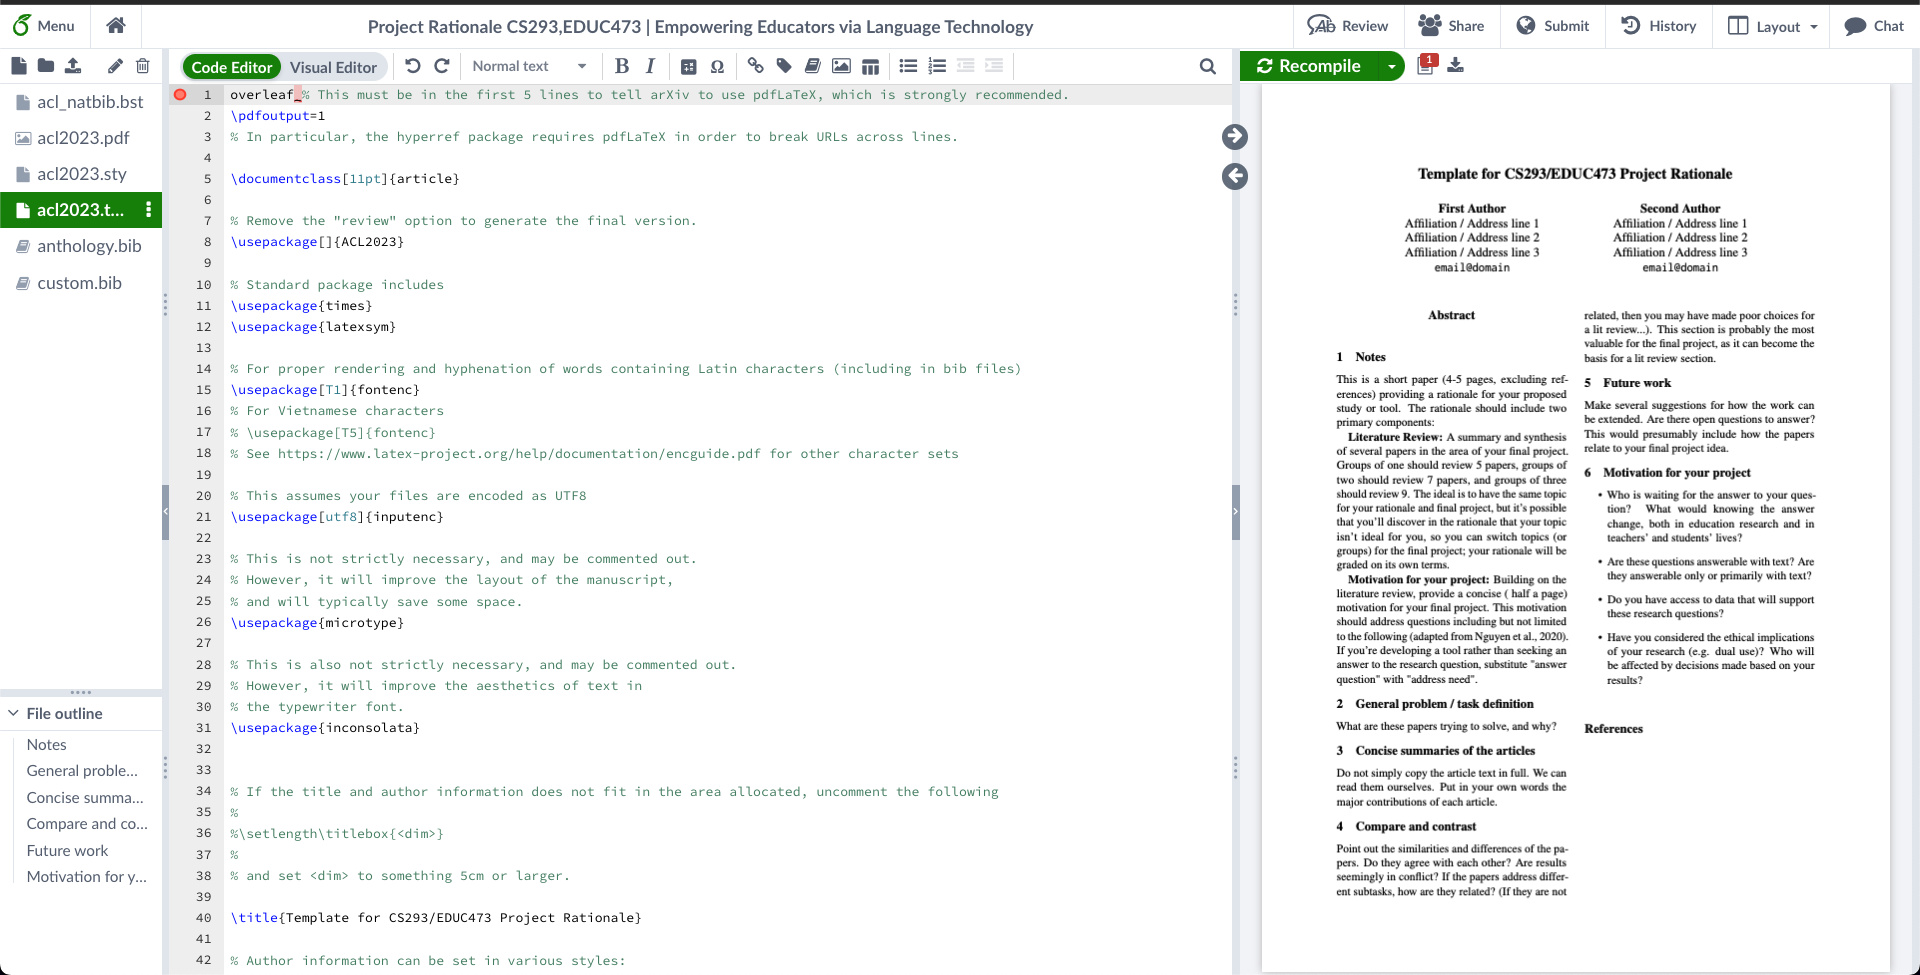 Menu
Project Rationale CS293,EDUC473 | Empowering Educators via Language Technology
Review
Share
Submit
History
Layout
Chat
Code Editor
Visual Editor
Normal text
B I
Ω
Recompile
1
acl_natbib.bst
acl2023.pdf
acl2023.sty
acl2023.t...
anthology.bib
custom.bib
File outline
Notes
General proble...
Concise summa...
Compare and co...
Future work
Motivation for y...
1 overleaf_% This must be in the first 5 lines to tell arXiv to use pdfLaTeX, which is strongly recommended.
2 \pdfoutput=1
3 % In particular, the hyperref package requires pdfLaTeX in order to break URLs across lines.
4
5 \documentclass[11pt]{article}
6
7 % Remove the "review" option to generate the final version.
8 \usepackage[]{ACL2023}
9
10 % Standard package includes
11 \usepackage{times}
12 \usepackage{latexsym}
13
14 % For proper rendering and hyphenation of words containing Latin characters (including in bib files)
15 \usepackage[T1]{fontenc}
16 % For Vietnamese characters
17 % \usepackage[T5]{fontenc}
18 % See https://www.latex-project.org/help/documentation/encguide.pdf for other character sets
19
20 % This assumes your files are encoded as UTF8
21 \usepackage[utf8]{inputenc}
22
23 % This is not strictly necessary, and may be commented out.
24 % However, it will improve the layout of the manuscript,
25 % and will typically save some space.
26 \usepackage{microtype}
27
28 % This is also not strictly necessary, and may be commented out.
29 % However, it will improve the aesthetics of text in
30 % the typewriter font.
31 \usepackage{inconsolata}
32
33
34 % If the title and author information does not fit in the area allocated, uncomment the following
35 %
36 %\setlength\titlebox{<dim>}
37 %
38 % and set <dim> to something 5cm or larger.
39
40 \title{Template for CS293/EDUC473 Project Rationale}
41
42 % Author information can be set in various styles:
Template for CS293/EDUC473 Project Rationale
First Author
Affiliation / Address line 1
Affiliation / Address line 2
Affiliation / Address line 3
email@domain
Second Author
Affiliation / Address line 1
Affiliation / Address line 2
Affiliation / Address line 3
email@domain
Abstract
1 Notes
This is a short paper (4-5 pages, excluding ref-
erences) providing a rationale for your proposed
study or tool. The rationale should include two
primary components:
Literature Review: A summary and synthesis
of several papers in the area of your final project.
Groups of one should review 5 papers, groups of
two should review 7 papers, and groups of three
should review 9. The ideal is to have the same topic
for your rationale and final project, but it's possible
that you'll discover in the rationale that your topic
isn't ideal for you, so you can switch topics (or
groups) for the final project; your rationale will be
graded on its own terms.
Motivation for your project: Building on the
literature review, provide a concise ( half a page)
motivation for your final project. This motivation
should address questions including but not limited
to the following (adapted from Nguyen et al., 2020).
If you're developing a tool rather than seeking an
answer to the research question, substitute "answer
question" with "address need".
2 General problem / task definition
What are these papers trying to solve, and why?
3 Concise summaries of the articles
Do not simply copy the article text in full. We can
read them ourselves. Put in your own words the
major contributions of each article.
4 Compare and contrast
Point out the similarities and differences of the pa-
pers. Do they agree with each other? Are results
seemingly in conflict? If the papers address differ-
ent subtasks, how are they related? (If they are not
related, then you may have made poor choices for
a lit review...). This section is probably the most
valuable for the final project, as it can become the
basis for a lit review section.
5 Future work
Make several suggestions for how the work can
be extended. Are there open questions to answer?
This would presumably include how the papers
relate to your final project idea.
6 Motivation for your project
• Who is waiting for the answer to your ques-
tion? What would knowing the answer
change, both in education research and in
teachers' and students' lives?
• Are these questions answerable with text? Are
they answerable only or primarily with text?
• Do you have access to data that will support
these research questions?
• Have you considered the ethical implications
of your research (e.g. dual use)? Who will
be affected by decisions made based on your
results?
References